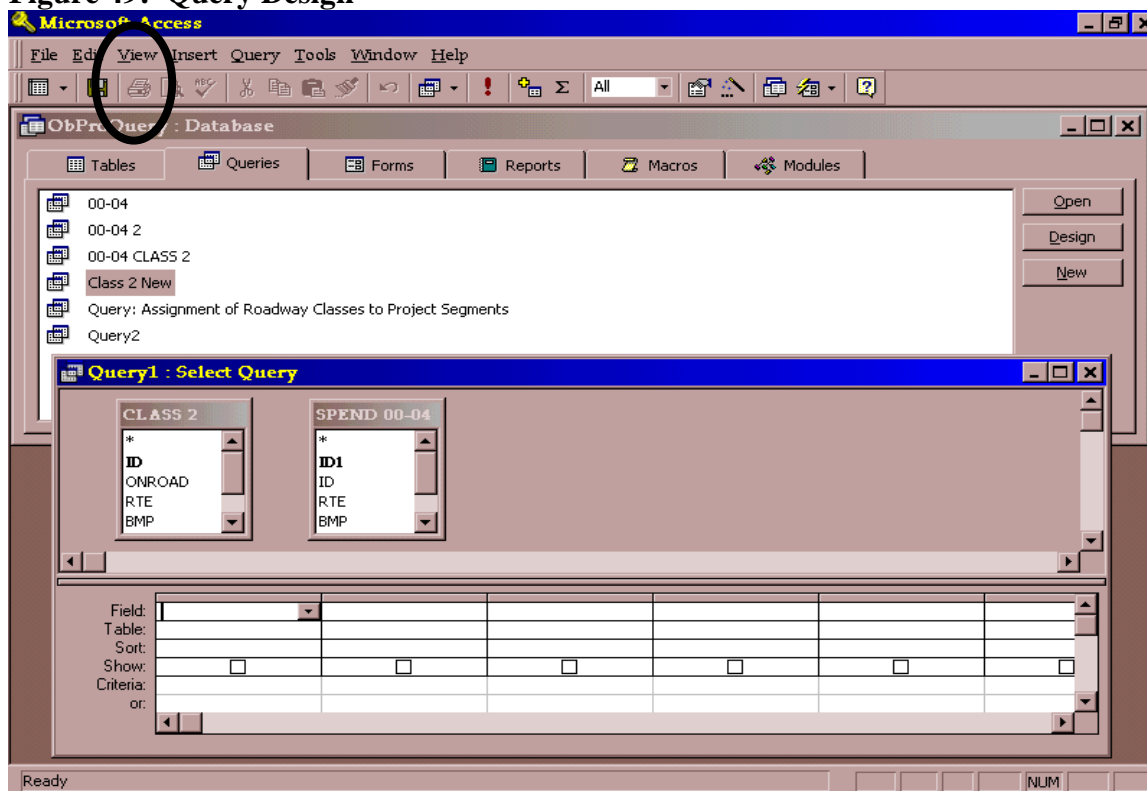 Figure 49: Query Design
Microsoft Access
File Edit View Insert Query Tools Window Help
ABC Σ All
ObProQuery : Database
Tables Queries Forms Reports Macros Modules
00-04
00-04 2
00-04 CLASS 2
Class 2 New
Query: Assignment of Roadway Classes to Project Segments
Query2
Open
Design
New
Query1 : Select Query
CLASS 2
*
ID
ONROAD
RTE
BMP
SPEND 00-04
*
ID1
ID
RTE
BMP
Field:
Table:
Sort:
Show:
Criteria:
or:
Ready NUM